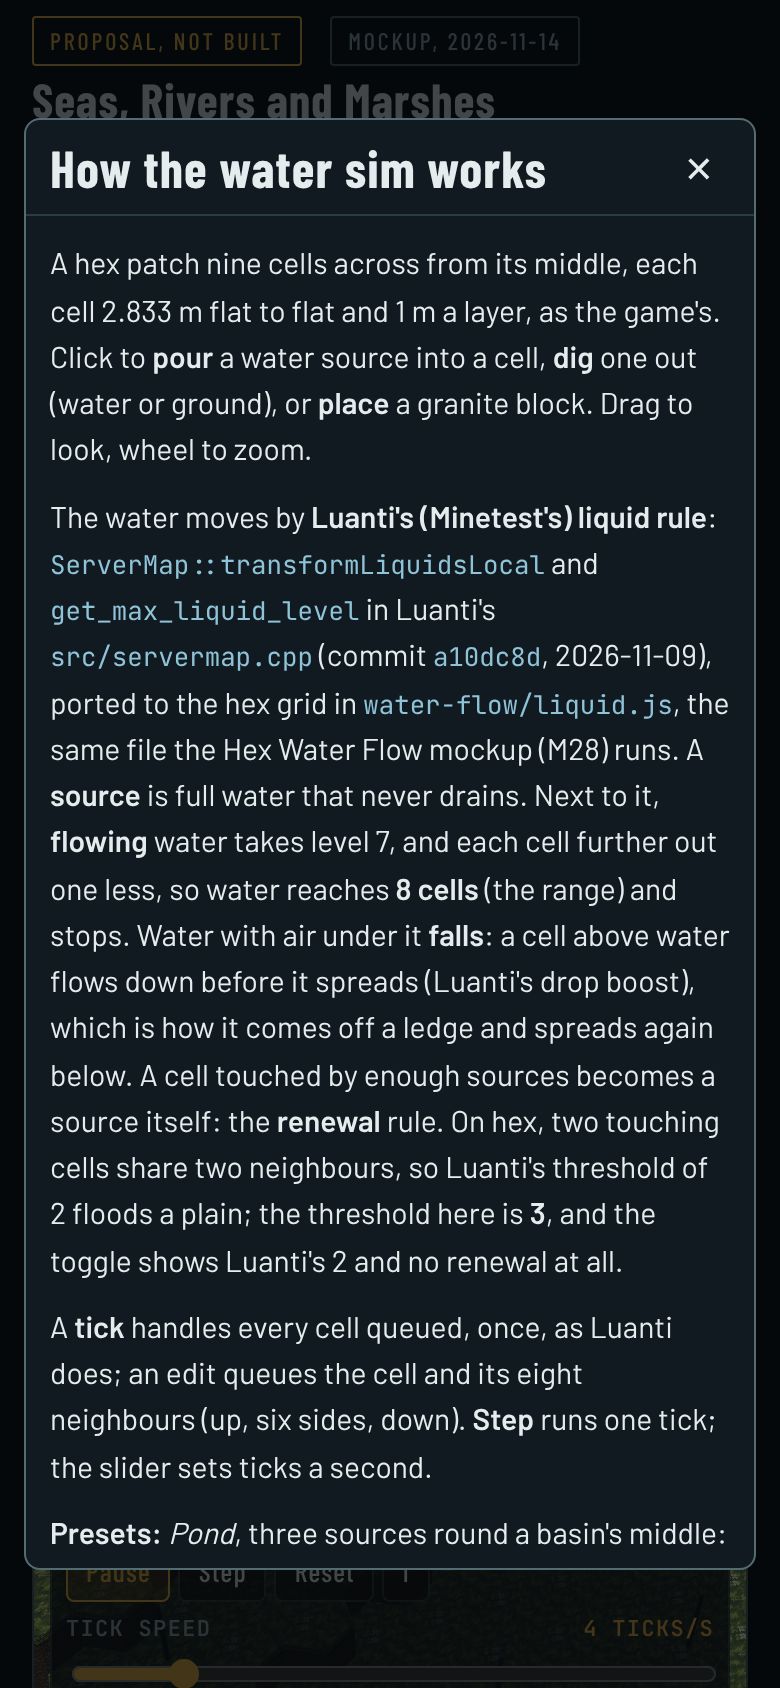 PROPOSAL, NOT BUILT
MOCKUP, 2026-11-14
Seas, Rivers and Marshes
How the water sim works
A hex patch nine cells across from its middle, each
cell 2.833 m flat to flat and 1 m a layer, as the game's.
Click to pour a water source into a cell, dig one out
(water or ground), or place a granite block. Drag to
look, wheel to zoom.
The water moves by Luanti's (Minetest's) liquid rule:
ServerMap::transformLiquidsLocal and
get_max_liquid_level in Luanti's
src/servermap.cpp (commit a10dc8d, 2026-11-09),
ported to the hex grid in water-flow/liquid.js, the
same file the Hex Water Flow mockup (M28) runs. A
source is full water that never drains. Next to it,
flowing water takes level 7, and each cell further out
one less, so water reaches 8 cells (the range) and
stops. Water with air under it falls: a cell above water
flows down before it spreads (Luanti's drop boost),
which is how it comes off a ledge and spreads again
below. A cell touched by enough sources becomes a
source itself: the renewal rule. On hex, two touching
cells share two neighbours, so Luanti's threshold of
2 floods a plain; the threshold here is 3, and the
toggle shows Luanti's 2 and no renewal at all.
A tick handles every cell queued, once, as Luanti
does; an edit queues the cell and its eight
neighbours (up, six sides, down). Step runs one tick;
the slider sets ticks a second.
Presets: Pond, three sources round a basin's middle:
Pause Step Reset
TICK SPEED 4 TICKS/S